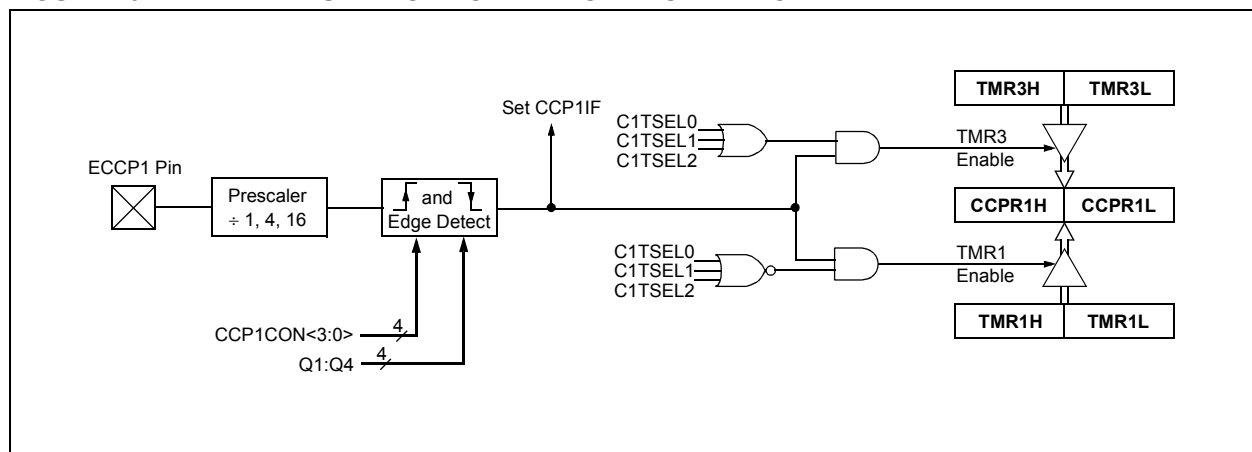 TMR3H TMR3L
Set CCP1IF
C1TSEL0
C1TSEL1
C1TSEL2
TMR3
Enable
ECCP1 Pin
Prescaler
÷ 1, 4, 16
and
Edge Detect
CCPR1H CCPR1L
C1TSEL0
C1TSEL1
C1TSEL2
TMR1
Enable
TMR1H TMR1L
CCP1CON<3:0>
4
Q1:Q4
4